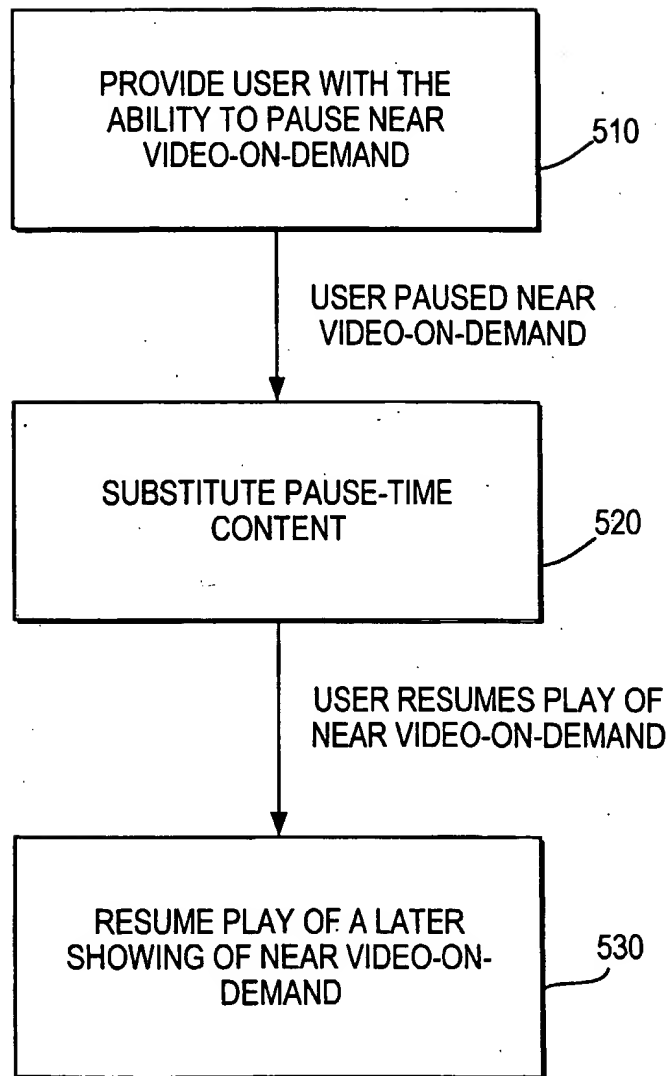 PROVIDE USER WITH THE
ABILITY TO PAUSE NEAR
VIDEO-ON-DEMAND
510
USER PAUSED NEAR
VIDEO-ON-DEMAND
SUBSTITUTE PAUSE-TIME
CONTENT
520
USER RESUMES PLAY OF
NEAR VIDEO-ON-DEMAND
RESUME PLAY OF A LATER
SHOWING OF NEAR VIDEO-ON-
DEMAND
530